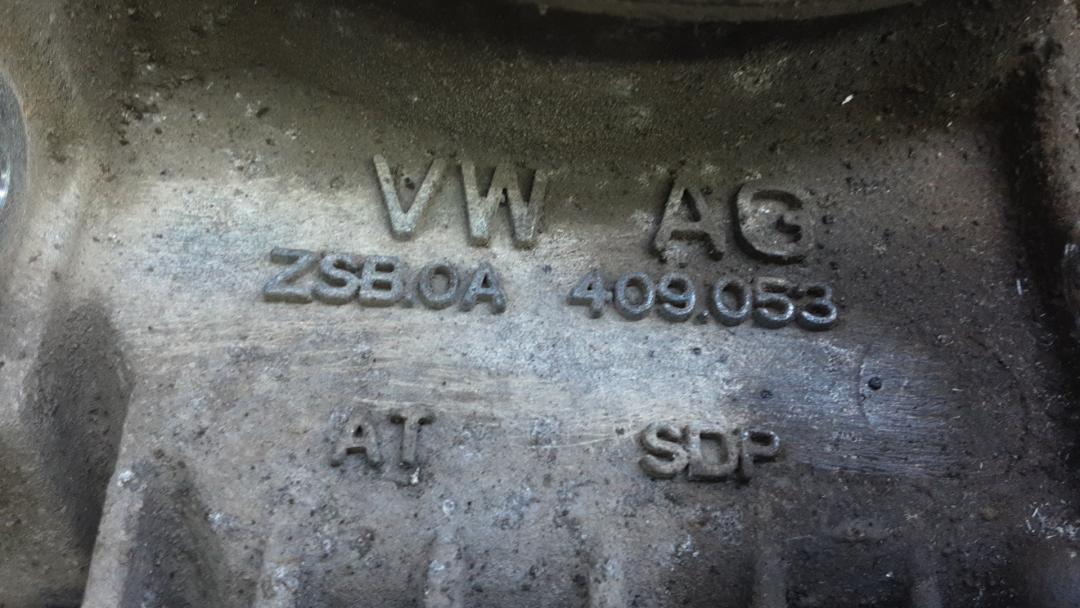 VW AG
ZSB.0A 409.053
AT SDP